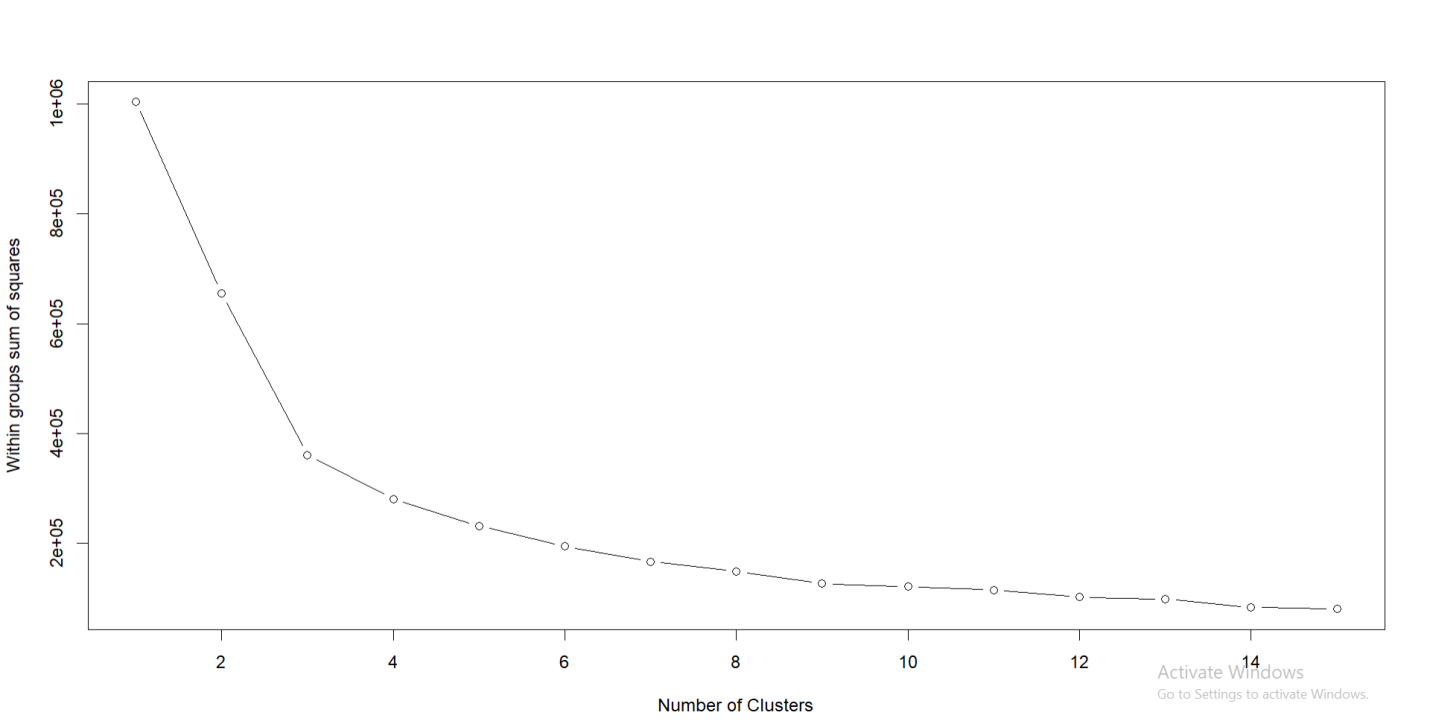 Within groups sum of squares
1e+06
8e+05
6e+05
4e+05
2e+05
2 4 6 8 10 12 14
Number of Clusters
Activate Windows
Go to Settings to activate Windows.